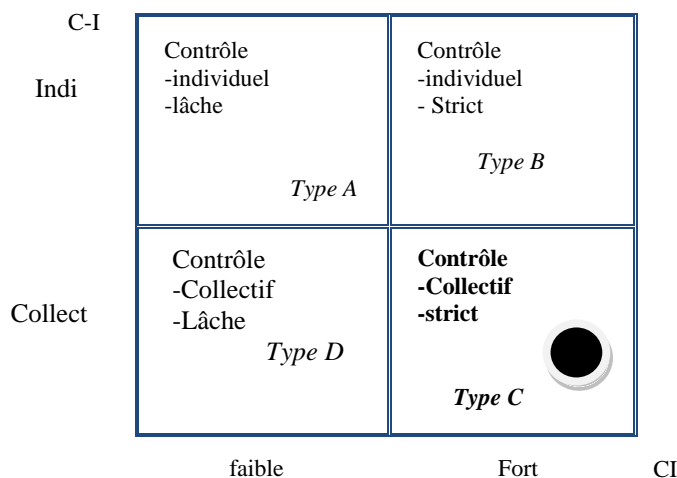 C-I
Indi
Contrôle
-individuel
-lâche
Type A
Contrôle
-individuel
- Strict
Type B
Collect
Contrôle
-Collectif
-Lâche
Type D
Contrôle
-Collectif
-strict
Type C
faible
Fort
CI